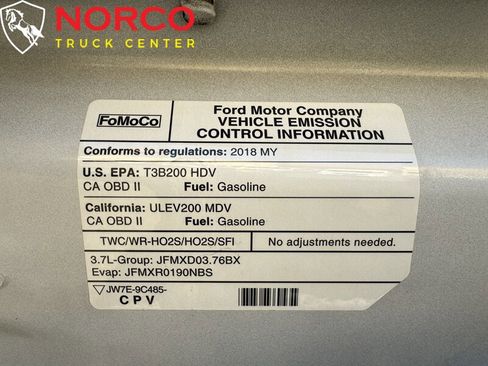 NORCO
TRUCK CENTER
FoMoCo
Ford Motor Company
VEHICLE EMISSION
CONTROL INFORMATION
Conforms to regulations: 2018 MY
U.S. EPA: T3B200 HDV
CA OBD II Fuel: Gasoline
California: ULEV200 MDV
CA OBD II Fuel: Gasoline
TWC/WR-HO2S/HO2S/SFI No adjustments needed.
3.7L-Group: JFMXD03.76BX
Evap: JFMXR0190NBS
JW7E-9C485-
C P V